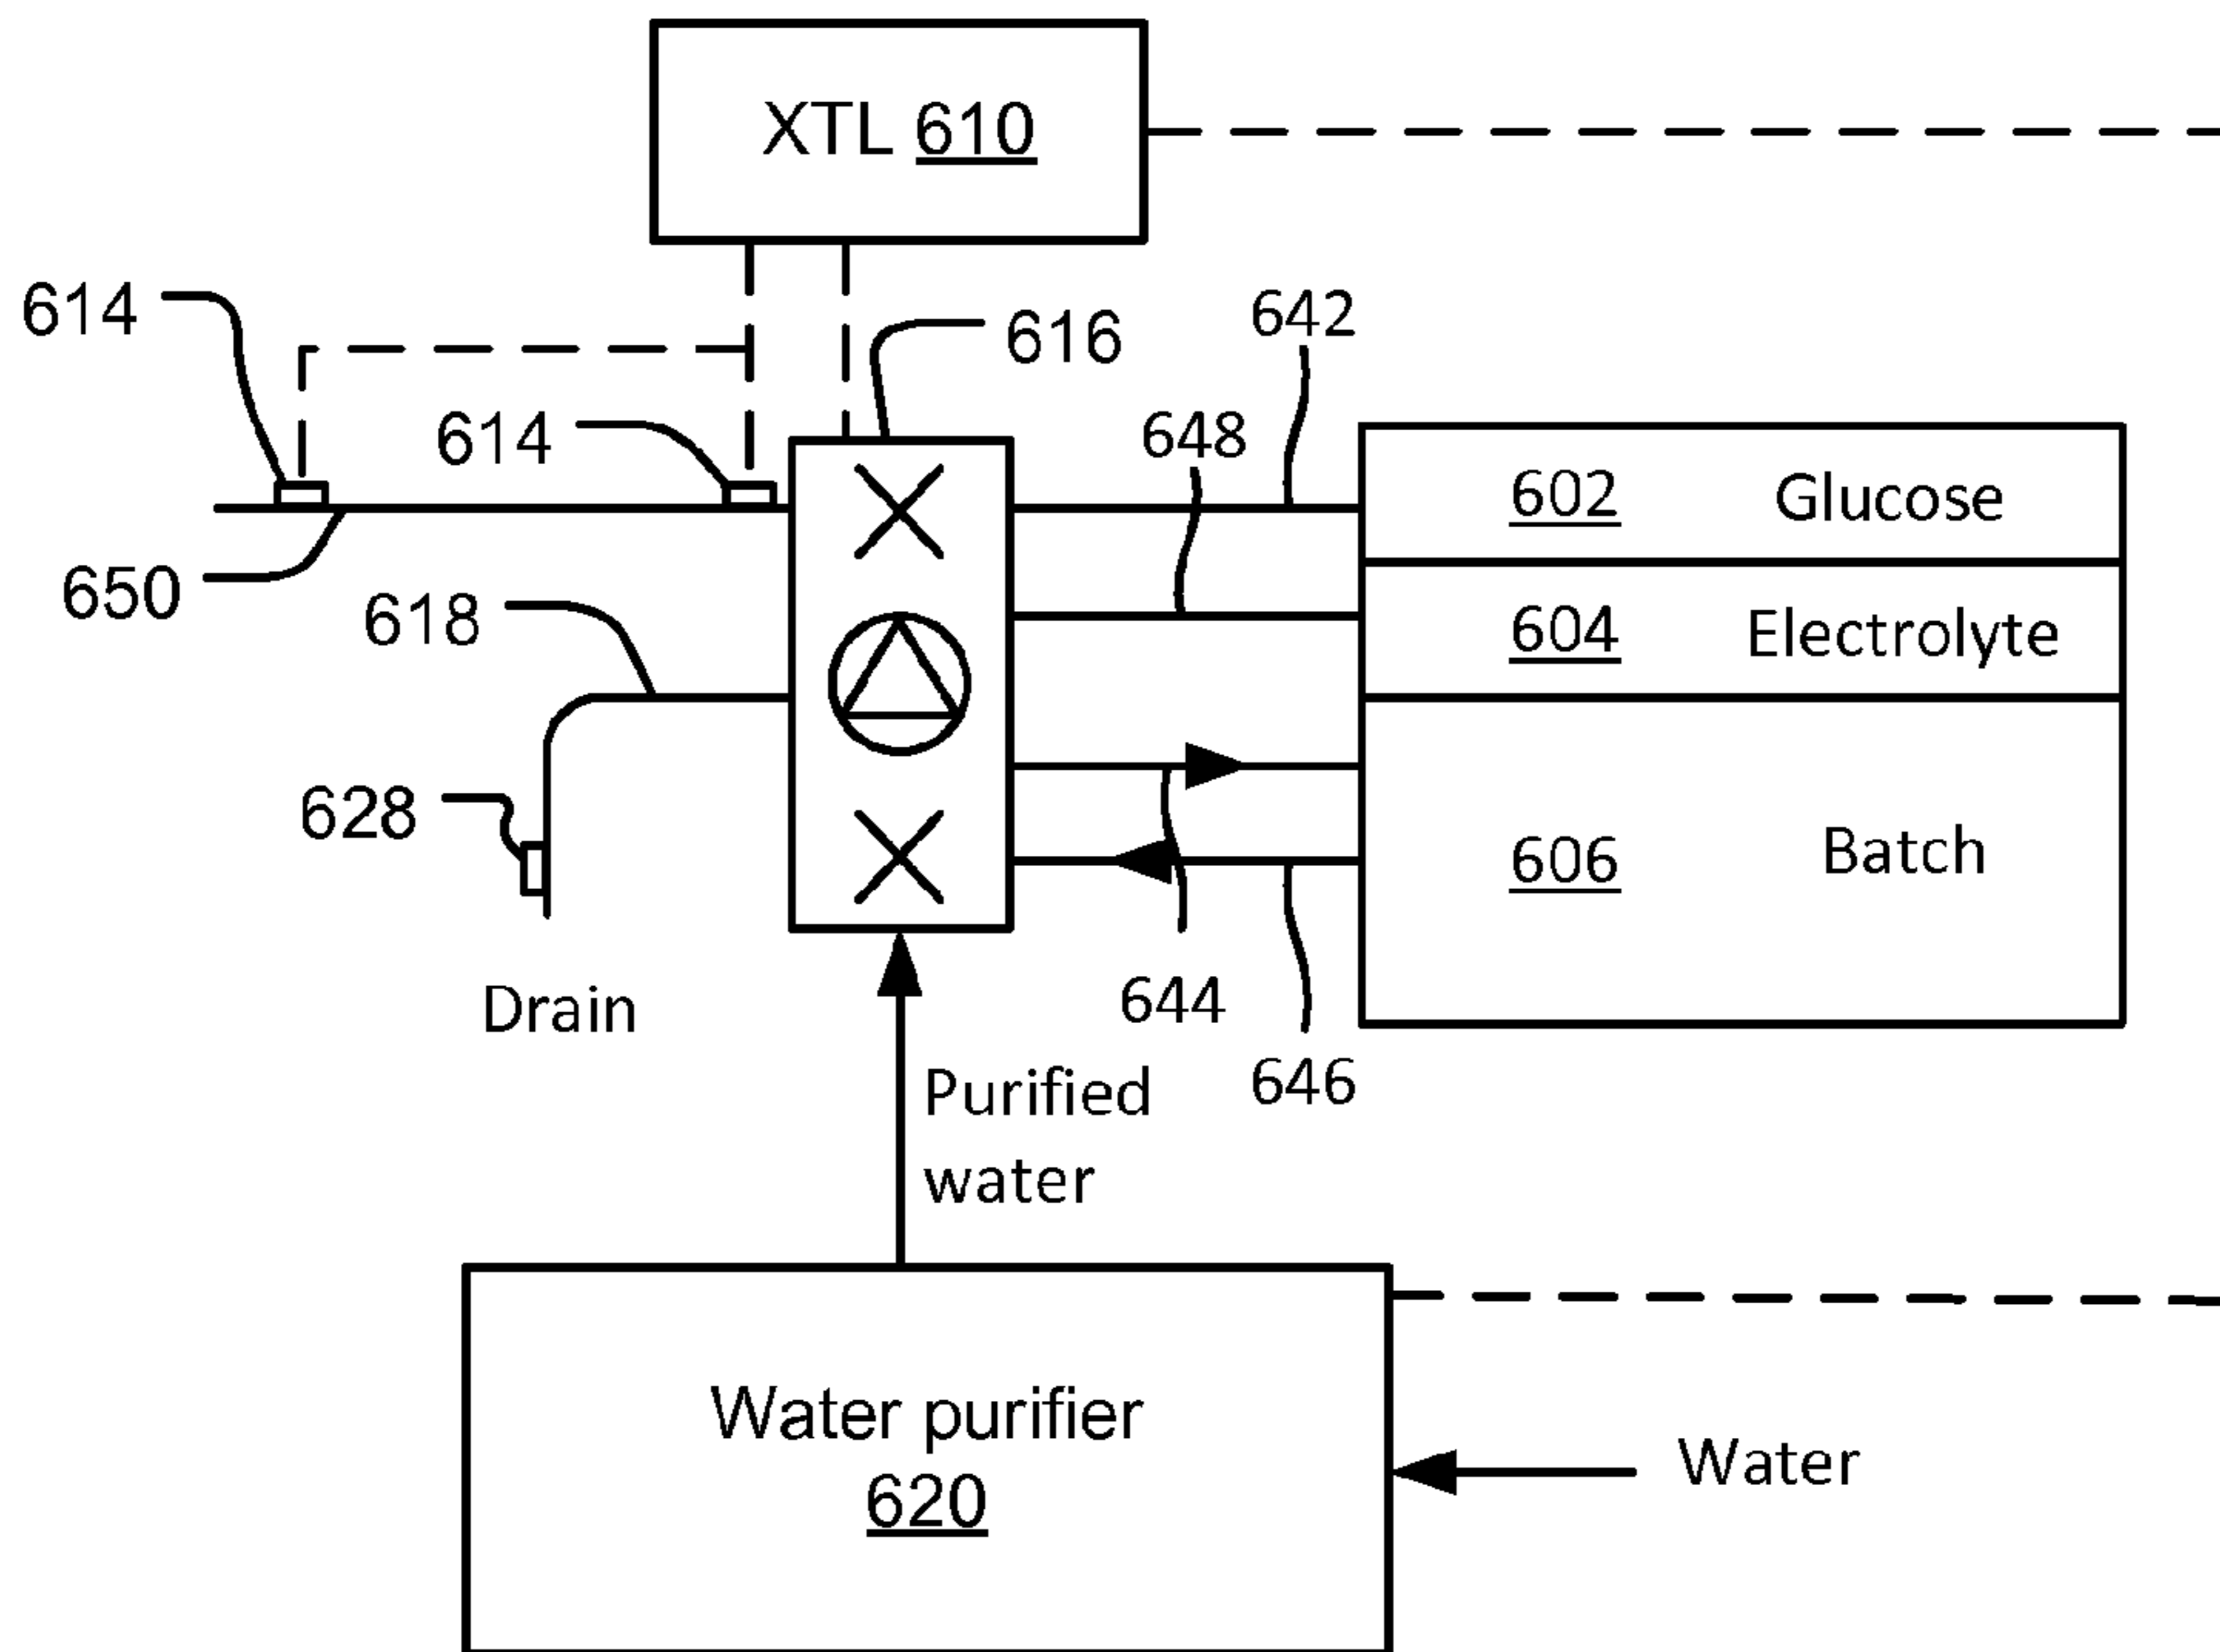 XTL 610
614
616
642
614
648
602 Glucose
650
618
604 Electrolyte
628
606 Batch
Drain
644
646
Purified
water
Water purifier
620
Water